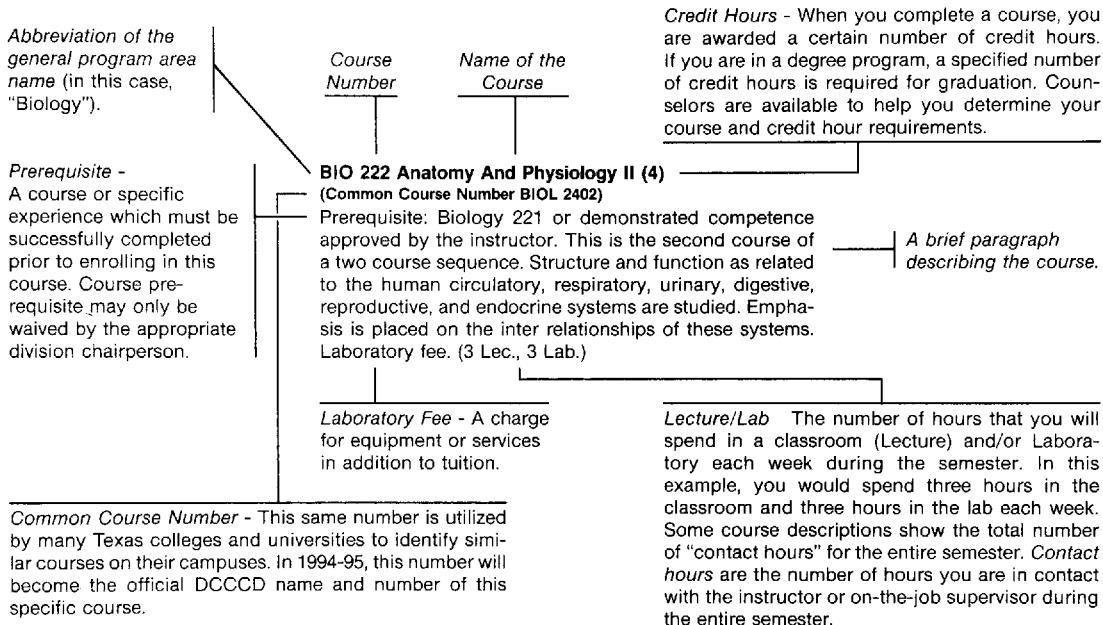 Abbreviation of the
general program area
name (in this case,
"Biology").
Course
Number
Name of the
Course
Credit Hours - When you complete a course, you
are awarded a certain number of credit hours.
If you are in a degree program, a specified number
of credit hours is required for graduation. Coun-
selors are available to help you determine your
course and credit hour requirements.
Prerequisite -
A course or specific
experience which must be
successfully completed
prior to enrolling in this
course. Course pre-
requisite may only be
waived by the appropriate
division chairperson.
BIO 222 Anatomy And Physiology II (4)
(Common Course Number BIOL 2402)
Prerequisite: Biology 221 or demonstrated competence
approved by the instructor. This is the second course of
a two course sequence. Structure and function as related
to the human circulatory, respiratory, urinary, digestive,
reproductive, and endocrine systems are studied. Empha-
sis is placed on the inter relationships of these systems.
Laboratory fee. (3 Lec., 3 Lab.)
A brief paragraph
describing the course.
Laboratory Fee - A charge
for equipment or services
in addition to tuition.
Common Course Number - This same number is utilized
by many Texas colleges and universities to identify simi-
lar courses on their campuses. In 1994-95, this number will
become the official DCCCD name and number of this
specific course.
Lecture/Lab The number of hours that you will
spend in a classroom (Lecture) and/or Labora-
tory each week during the semester. In this
example, you would spend three hours in the
classroom and three hours in the lab each week.
Some course descriptions show the total number
of "contact hours" for the entire semester. Contact
hours are the number of hours you are in contact
with the instructor or on-the-job supervisor during
the entire semester.